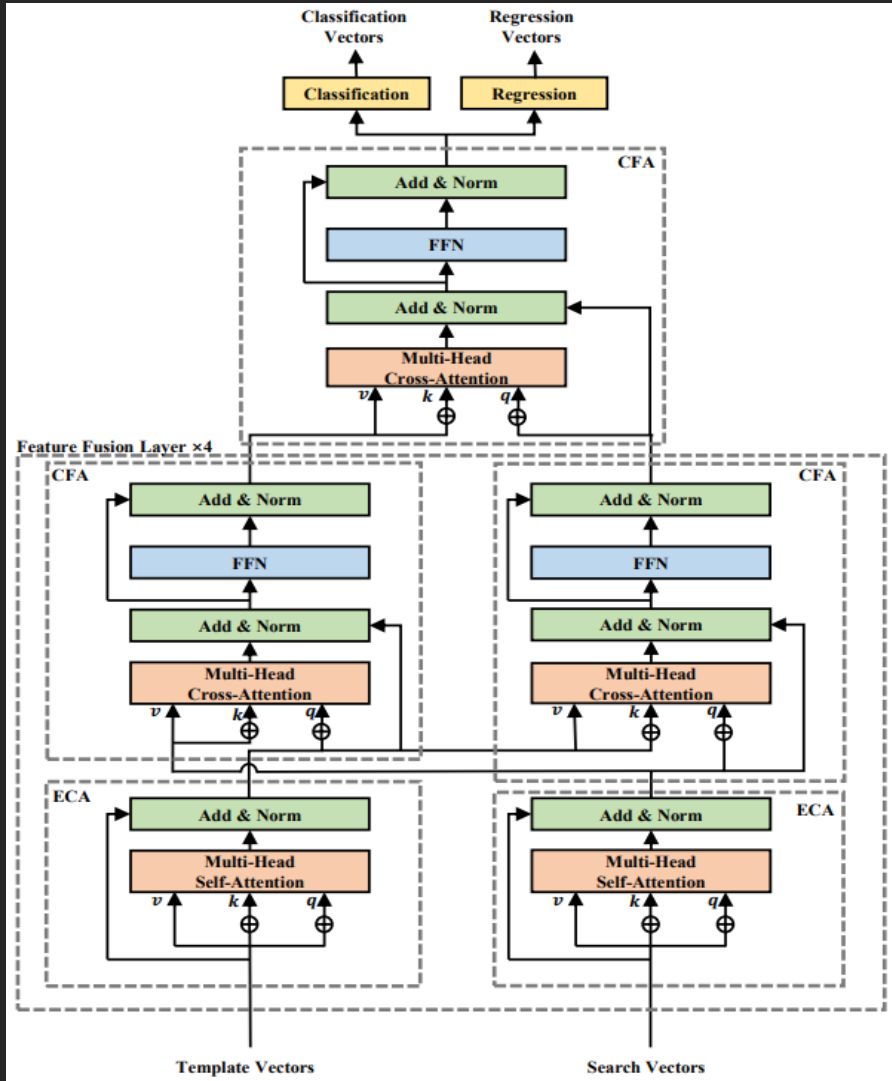 Classification
Vectors
Regression
Vectors
Classification
Regression
CFA
Add & Norm
FFN
Add & Norm
Multi-Head
Cross-Attention
v k q
Feature Fusion Layer ×4
CFA
Add & Norm
FFN
Add & Norm
Multi-Head
Cross-Attention
v k q
CFA
Add & Norm
FFN
Add & Norm
Multi-Head
Cross-Attention
v k q
ECA
Add & Norm
Multi-Head
Self-Attention
v k q
ECA
Add & Norm
Multi-Head
Self-Attention
v k q
Template Vectors
Search Vectors